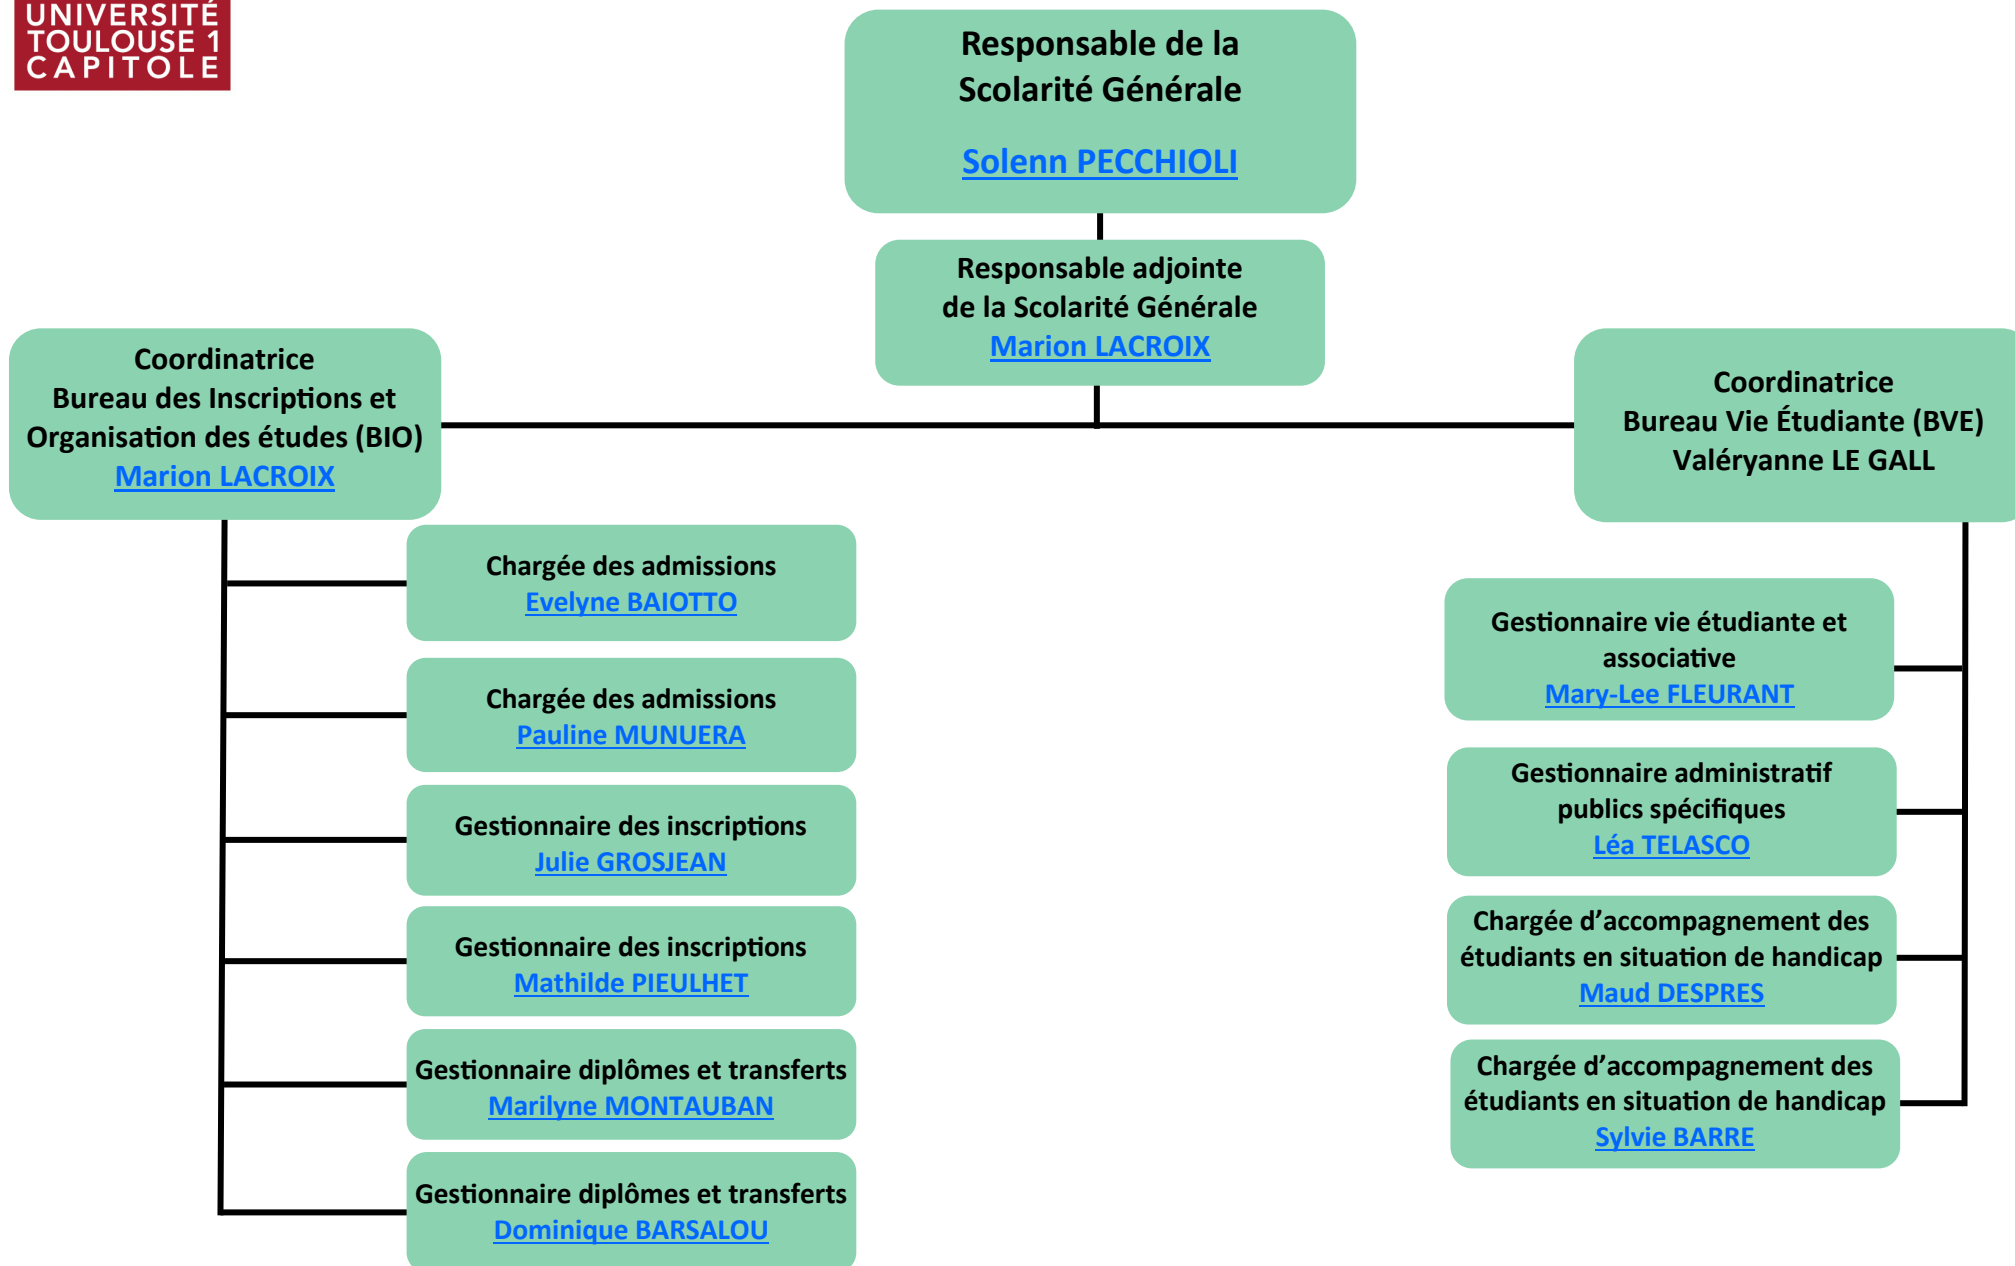 UNIVERSITÉ
TOULOUSE 1
CAPITOLE
Responsable de la
Scolarité Générale
Solenn PECCHIOLI
Responsable adjointe
de la Scolarité Générale
Marion LACROIX
Coordinatrice
Bureau des Inscriptions et
Organisation des études (BIO)
Marion LACROIX
Coordinatrice
Bureau Vie Étudiante (BVE)
Valéryanne LE GALL
Chargée des admissions
Evelyne BAIOTTO
Chargée des admissions
Pauline MUNUERA
Gestionnaire des inscriptions
Julie GROSJEAN
Gestionnaire des inscriptions
Mathilde PIEULHET
Gestionnaire diplômes et transferts
Marilyne MONTAUBAN
Gestionnaire diplômes et transferts
Dominique BARSALOU
Gestionnaire vie étudiante et
associative
Mary-Lee FLEURANT
Gestionnaire administratif
publics spécifiques
Léa TELASCO
Chargée d’accompagnement des
étudiants en situation de handicap
Maud DESPRES
Chargée d’accompagnement des
étudiants en situation de handicap
Sylvie BARRE